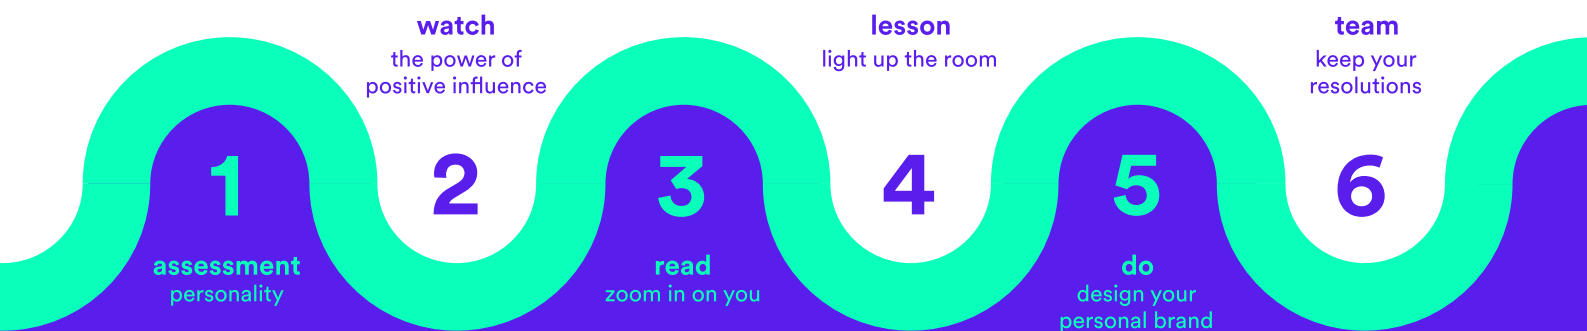 1
assessment
personality
watch
the power of
positive influence
2
3
read
zoom in on you
lesson
light up the room
4
5
do
design your
personal brand
team
keep your
resolutions
6